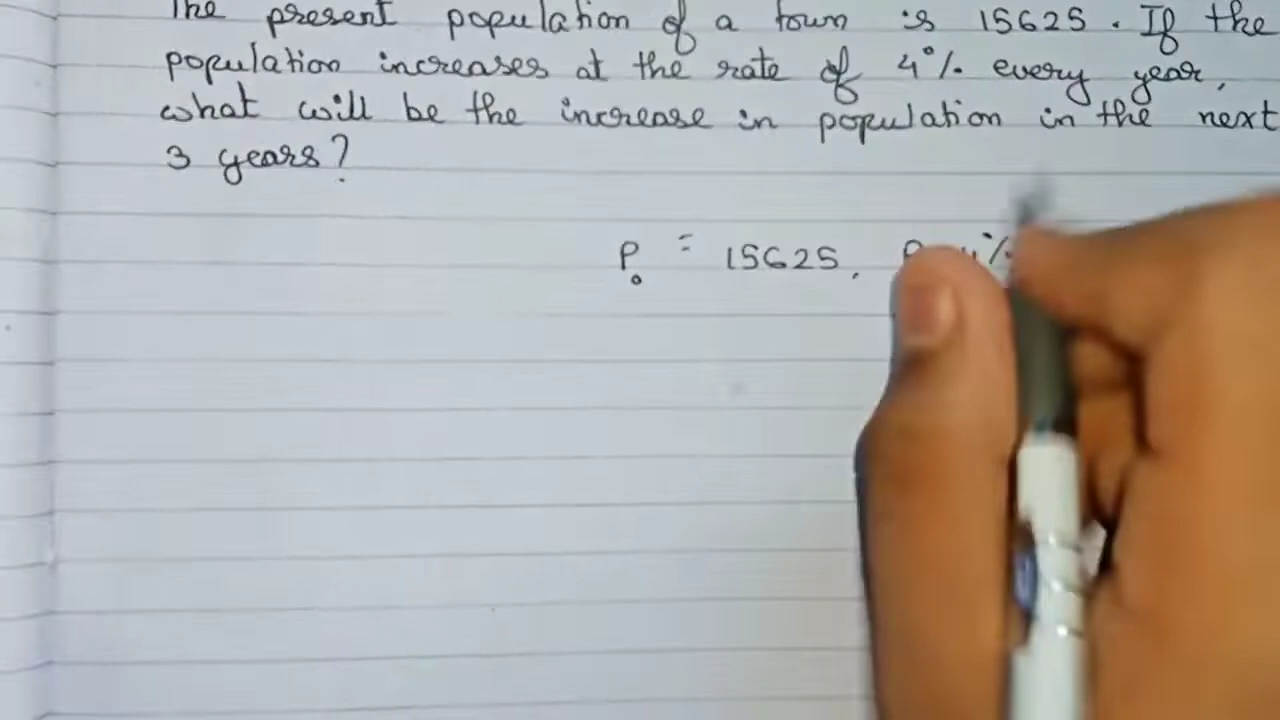 The present population of a town is 15625. If the
population increases at the rate of 4% every year,
what will be the increase in population in the next
3 years?
P₀ = 15625,